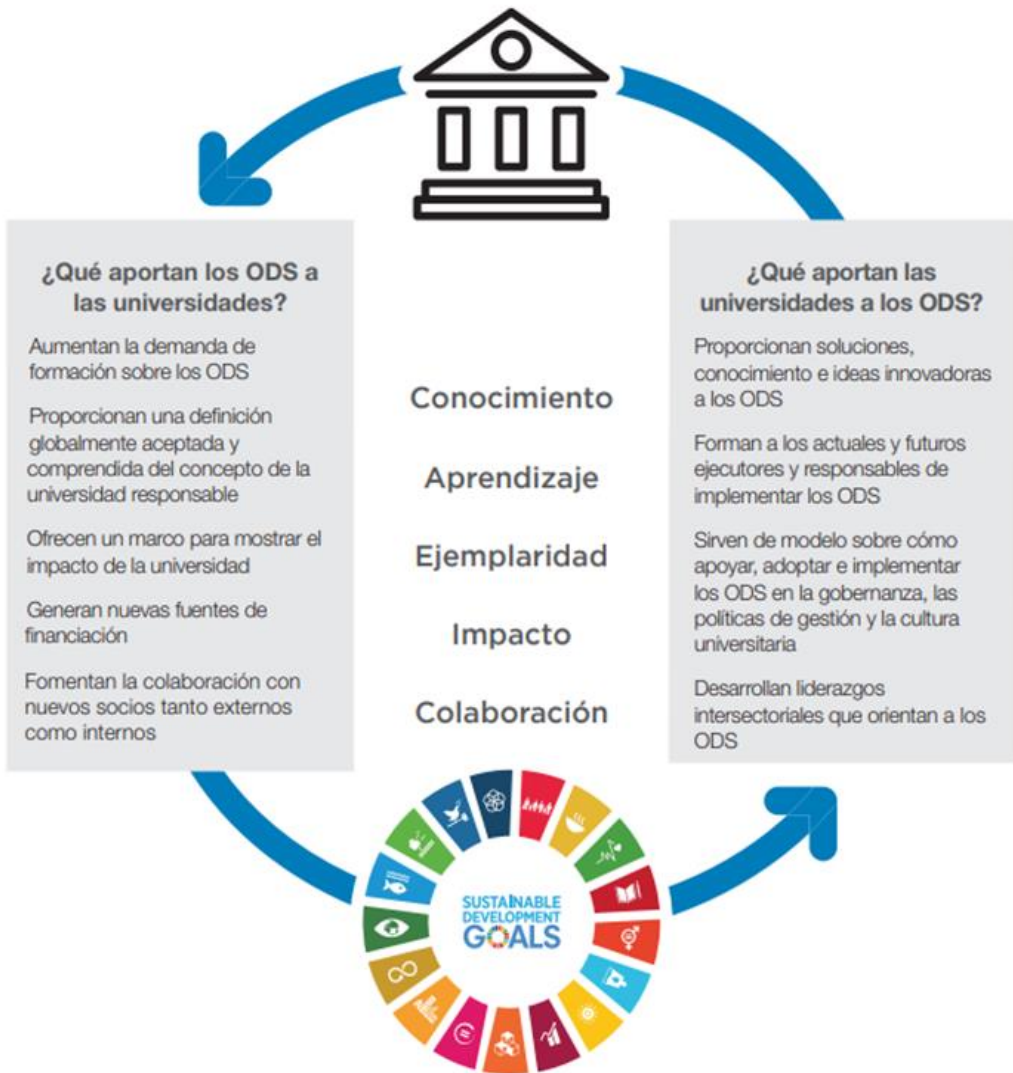 ¿Qué aportan los ODS a
las universidades?
Aumentan la demanda de
formación sobre los ODS
Proporcionan una definición
globalmente aceptada y
comprendida del concepto de la
universidad responsable
Ofrecen un marco para mostrar el
impacto de la universidad
Generan nuevas fuentes de
financiación
Fomentan la colaboración con
nuevos socios tanto externos
como internos
Conocimiento
Aprendizaje
Ejemplaridad
Impacto
Colaboración
¿Qué aportan las
universidades a los ODS?
Proporcionan soluciones,
conocimiento e ideas innovadoras
a los ODS
Forman a los actuales y futuros
ejecutores y responsables de
implementar los ODS
Sirven de modelo sobre cómo
apoyar, adoptar e implementar
los ODS en la gobernanza, las
políticas de gestión y la cultura
universitaria
Desarrollan liderazgos
intersectoriales que orientan a los
ODS
SUSTAINABLE
DEVELOPMENT
GOALS